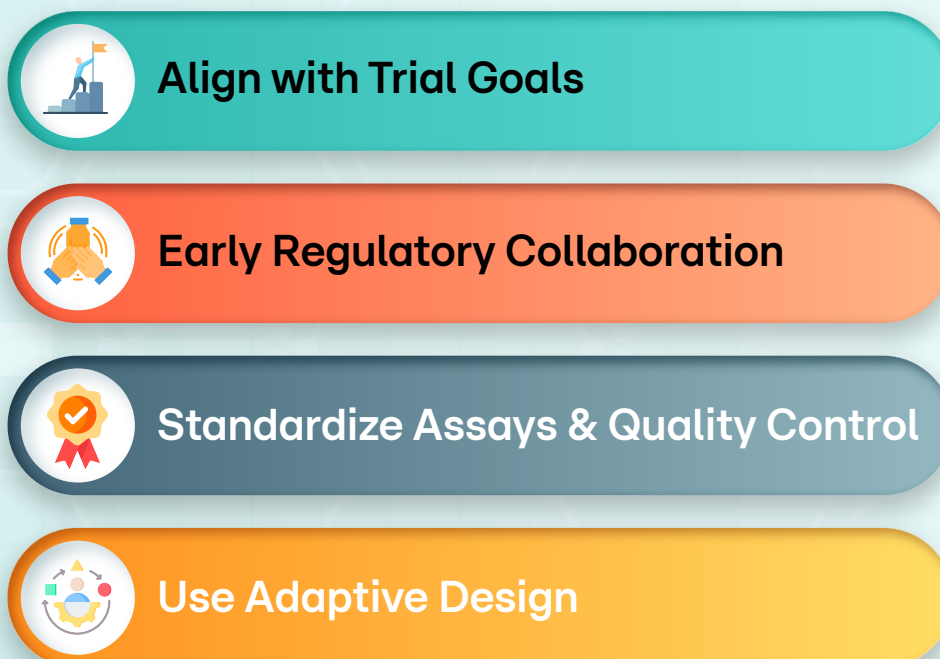 Align with Trial Goals
Early Regulatory Collaboration
Standardize Assays & Quality Control
Use Adaptive Design